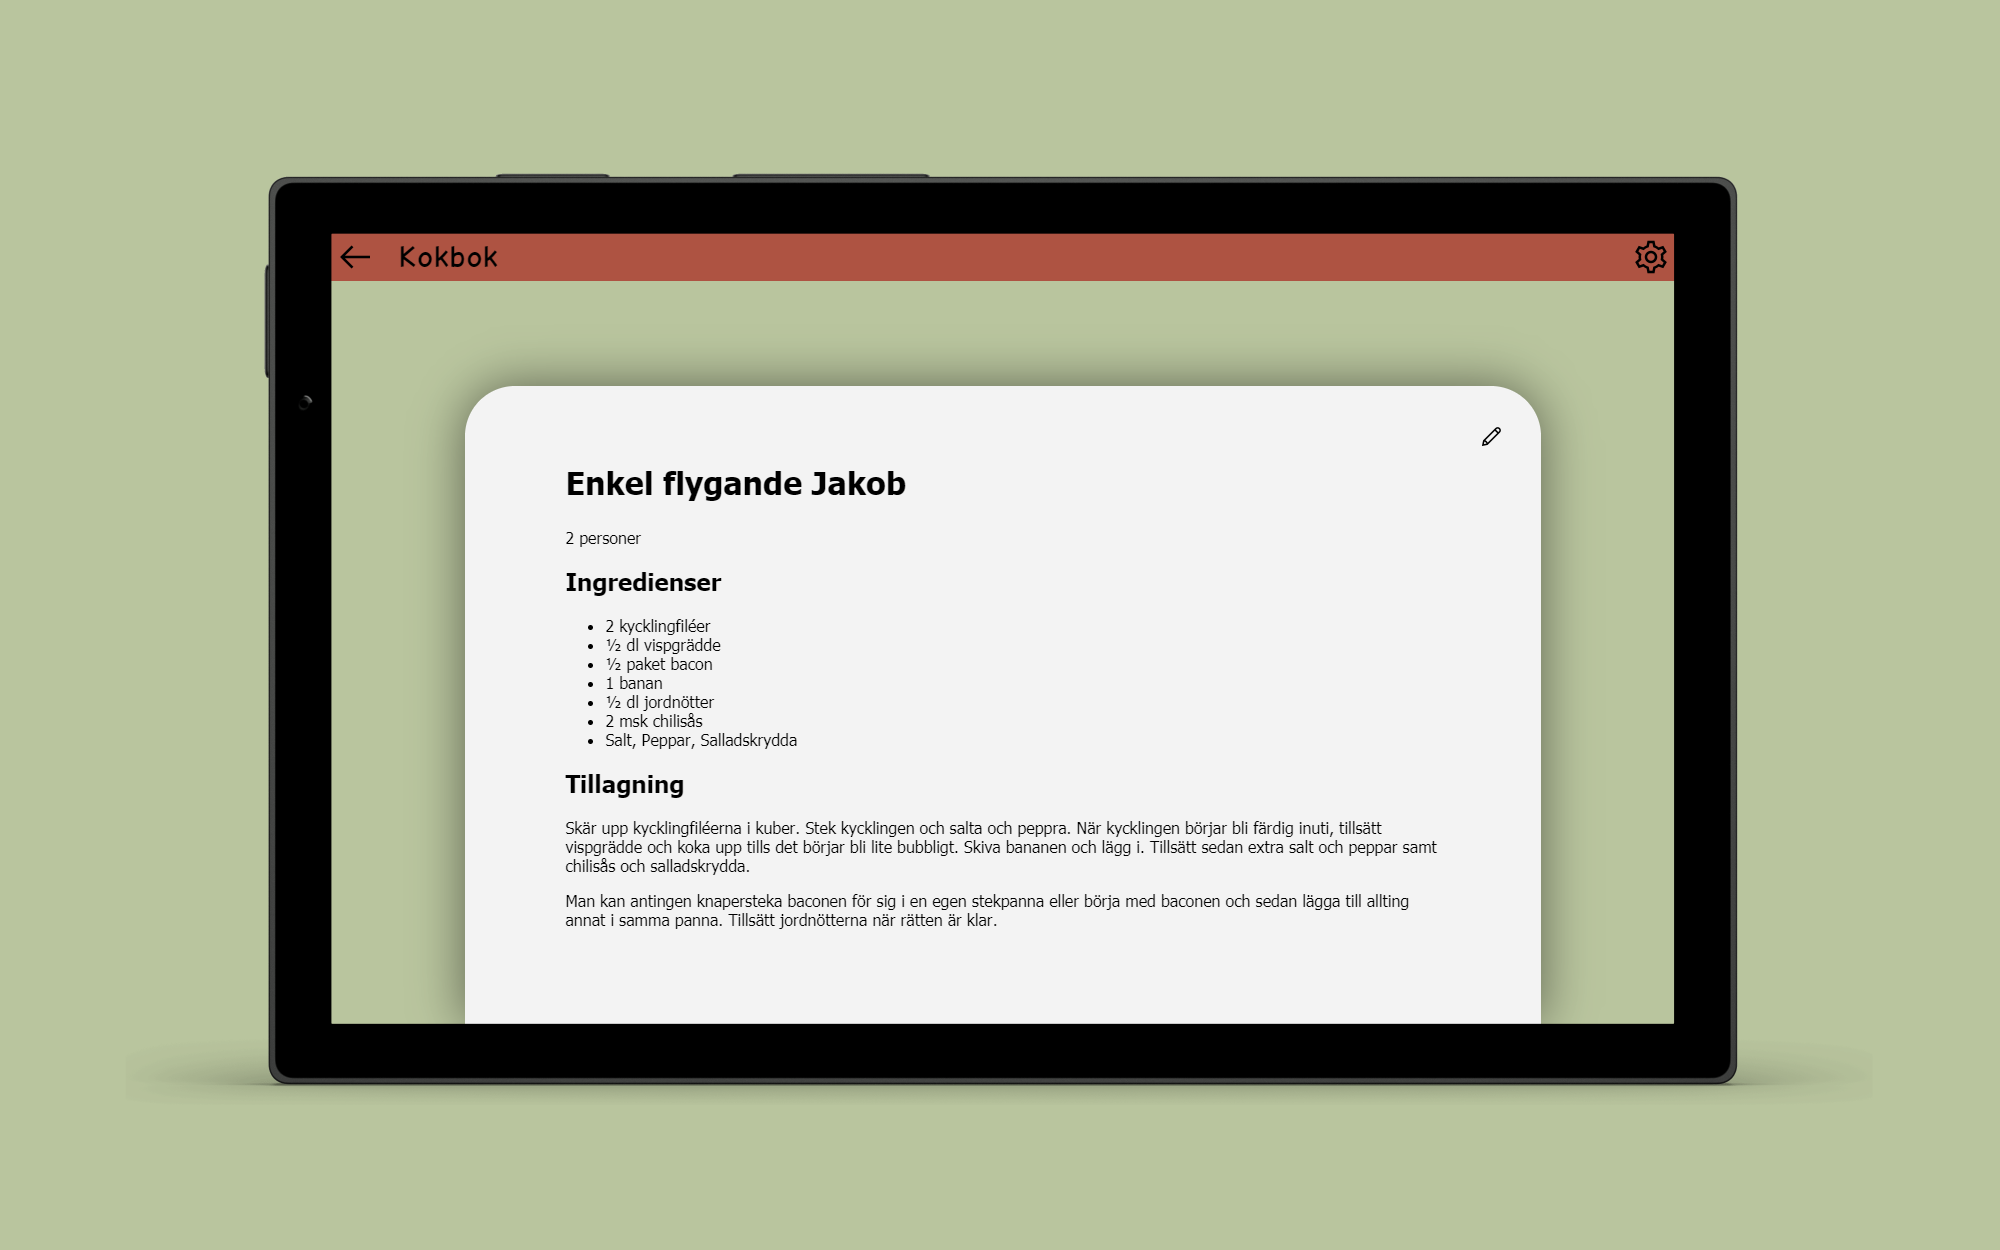 Kokbok
Enkel flygande Jakob
2 personer
Ingredienser
2 kycklingfiléer
½ dl vispgrädde
½ paket bacon
1 banan
½ dl jordnötter
2 msk chilisås
Salt, Peppar, Salladskrydda
Tillagning
Skär upp kycklingfiléerna i kuber. Stek kycklingen och salta och peppra. När kycklingen börjar bli färdig inuti, tillsätt
vispgrädde och koka upp tills det börjar bli lite bubbligt. Skiva bananen och lägg i. Tillsätt sedan extra salt och peppar samt
chilisås och salladskrydda.
Man kan antingen knapersteka baconen för sig i en egen stekpanna eller börja med baconen och sedan lägga till allting
annat i samma panna. Tillsätt jordnötterna när rätten är klar.